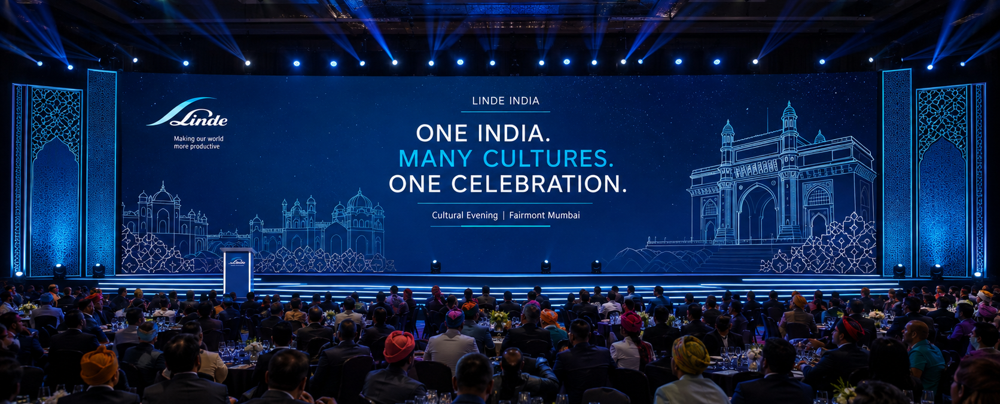 Linde
Making our world
more productive
LINDE INDIA
ONE INDIA.
MANY CULTURES.
ONE CELEBRATION.
Cultural Evening | Fairmont Mumbai
Linde